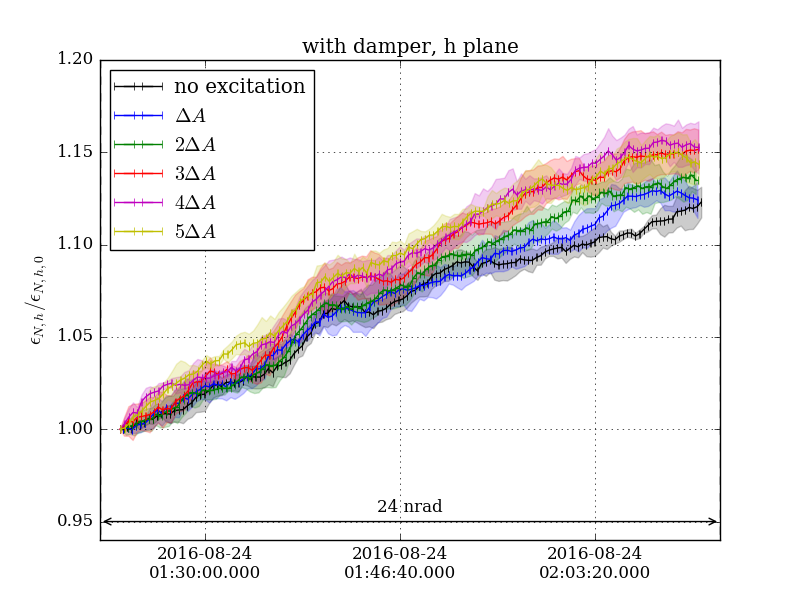 with damper, h plane
1.20
1.15
1.10
1.05
1.00
0.95
ϵN,h/ϵN,h,0
no excitation
ΔA
2ΔA
3ΔA
4ΔA
5ΔA
24 nrad
2016-08-24
01:30:00.000
2016-08-24
01:46:40.000
2016-08-24
02:03:20.000